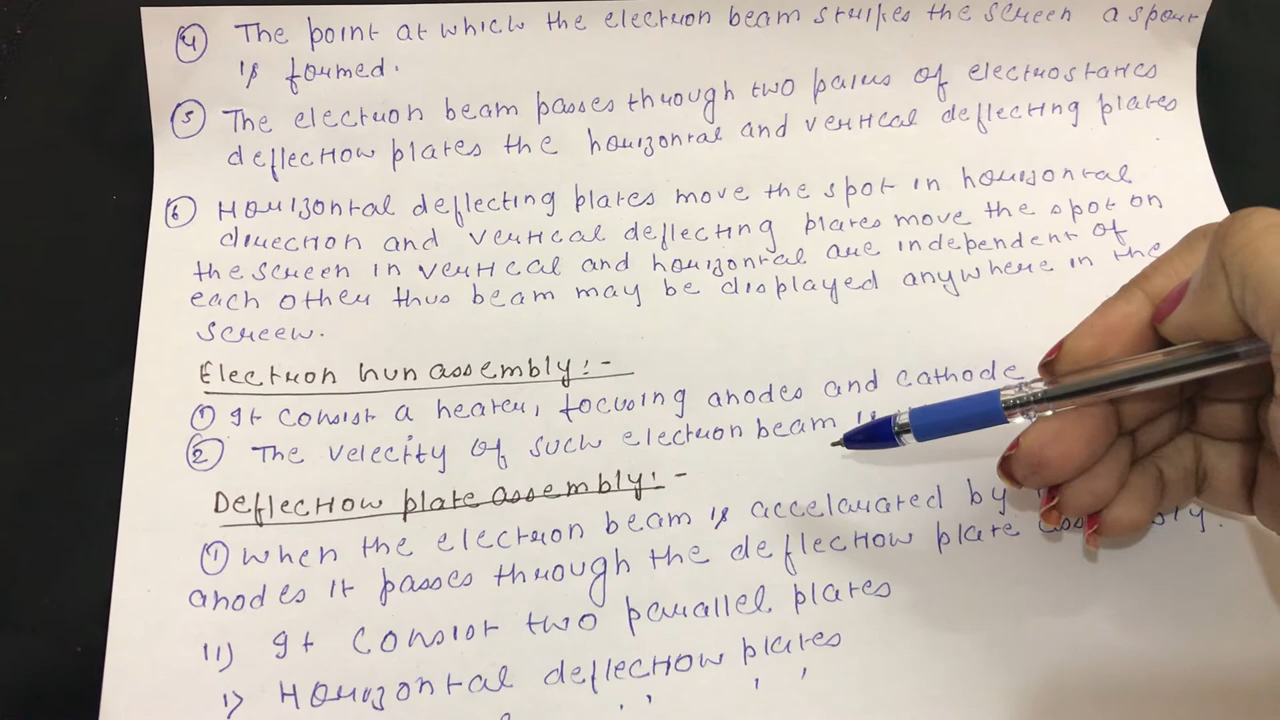 ④ The point at which the electron beam strikes the screen a spout
is formed.
⑤ The electron beam passes through two pairs of electrostatics
deflection plates the horizontal and vertical deflecting plates
⑥ Horizontal deflecting plates move the spot in horizontal
direction and vertical deflecting plates move the spot on
the screen in vertical and horizontal are independent of
each other thus beam may be displayed anywhere in the
screen.
Electron hun assembly:-
① It consist a heater, focusing anodes and cathode
② The velecity of such electron beam is
Deflection plate assembly:-
① When the electron beam is accelarated by
anodes it passes through the deflection plate
ii) It consist two parallel plates
i) Horizontal deflection plates